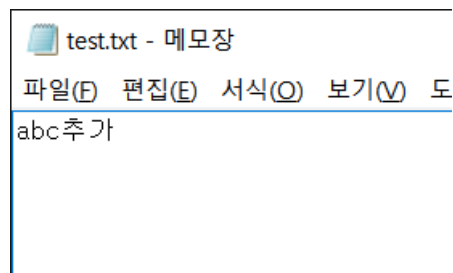 test.txt - 메모장
파일(F) 편집(E) 서식(O) 보기(V) 도
abc추가